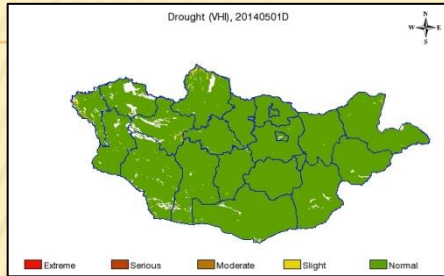 Drought (VHI), 20140501D
N
W E
S
Extreme Serious Moderate Slight Normal